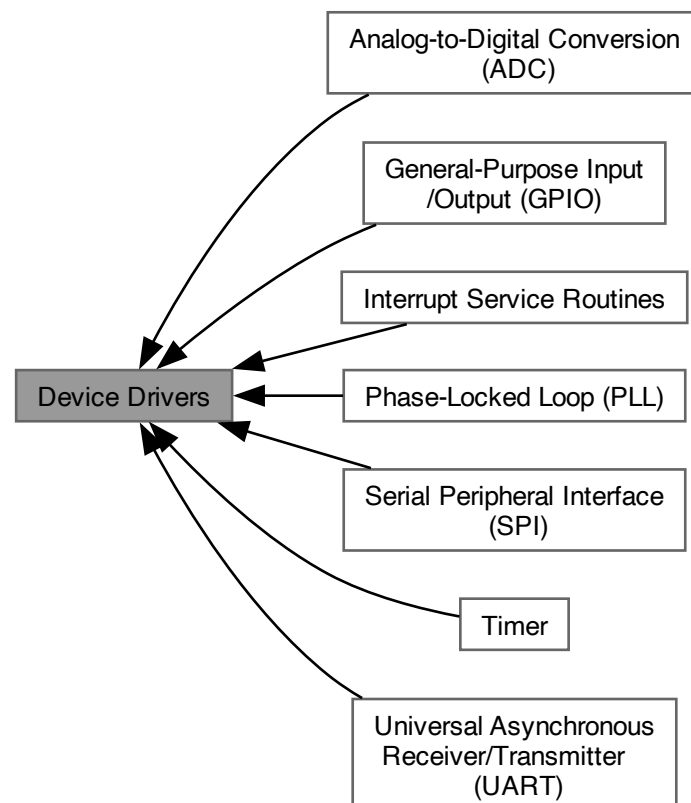 Analog-to-Digital Conversion
(ADC)
General-Purpose Input
/Output (GPIO)
Interrupt Service Routines
Device Drivers
Phase-Locked Loop (PLL)
Serial Peripheral Interface
(SPI)
Timer
Universal Asynchronous
Receiver/Transmitter
(UART)